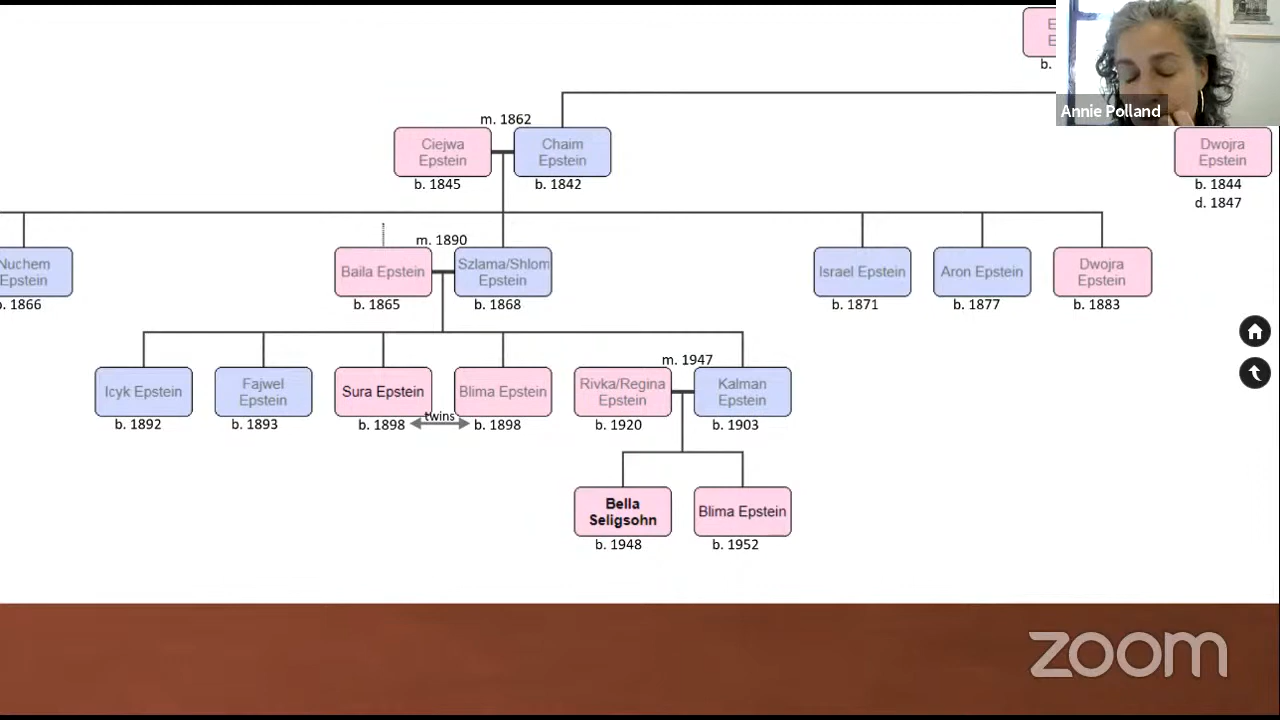 b.
Annie Polland
m. 1862
Ciejwa
Epstein
Chaim
Epstein
Dwojra
Epstein
b. 1845
b. 1842
b. 1844
d. 1847
m. 1890
Nuchem
Epstein
Baila Epstein
Szlama/Shlom
Epstein
Israel Epstein
Aron Epstein
Dwojra
Epstein
b. 1866
b. 1865
b. 1868
b. 1871
b. 1877
b. 1883
m. 1947
Icyk Epstein
Fajwel
Epstein
Sura Epstein
Blima Epstein
Rivka/Regina
Epstein
Kalman
Epstein
b. 1892
b. 1893
b. 1898
twins
b. 1898
b. 1920
b. 1903
Bella
Seligsohn
Blima Epstein
b. 1948
b. 1952
zoom